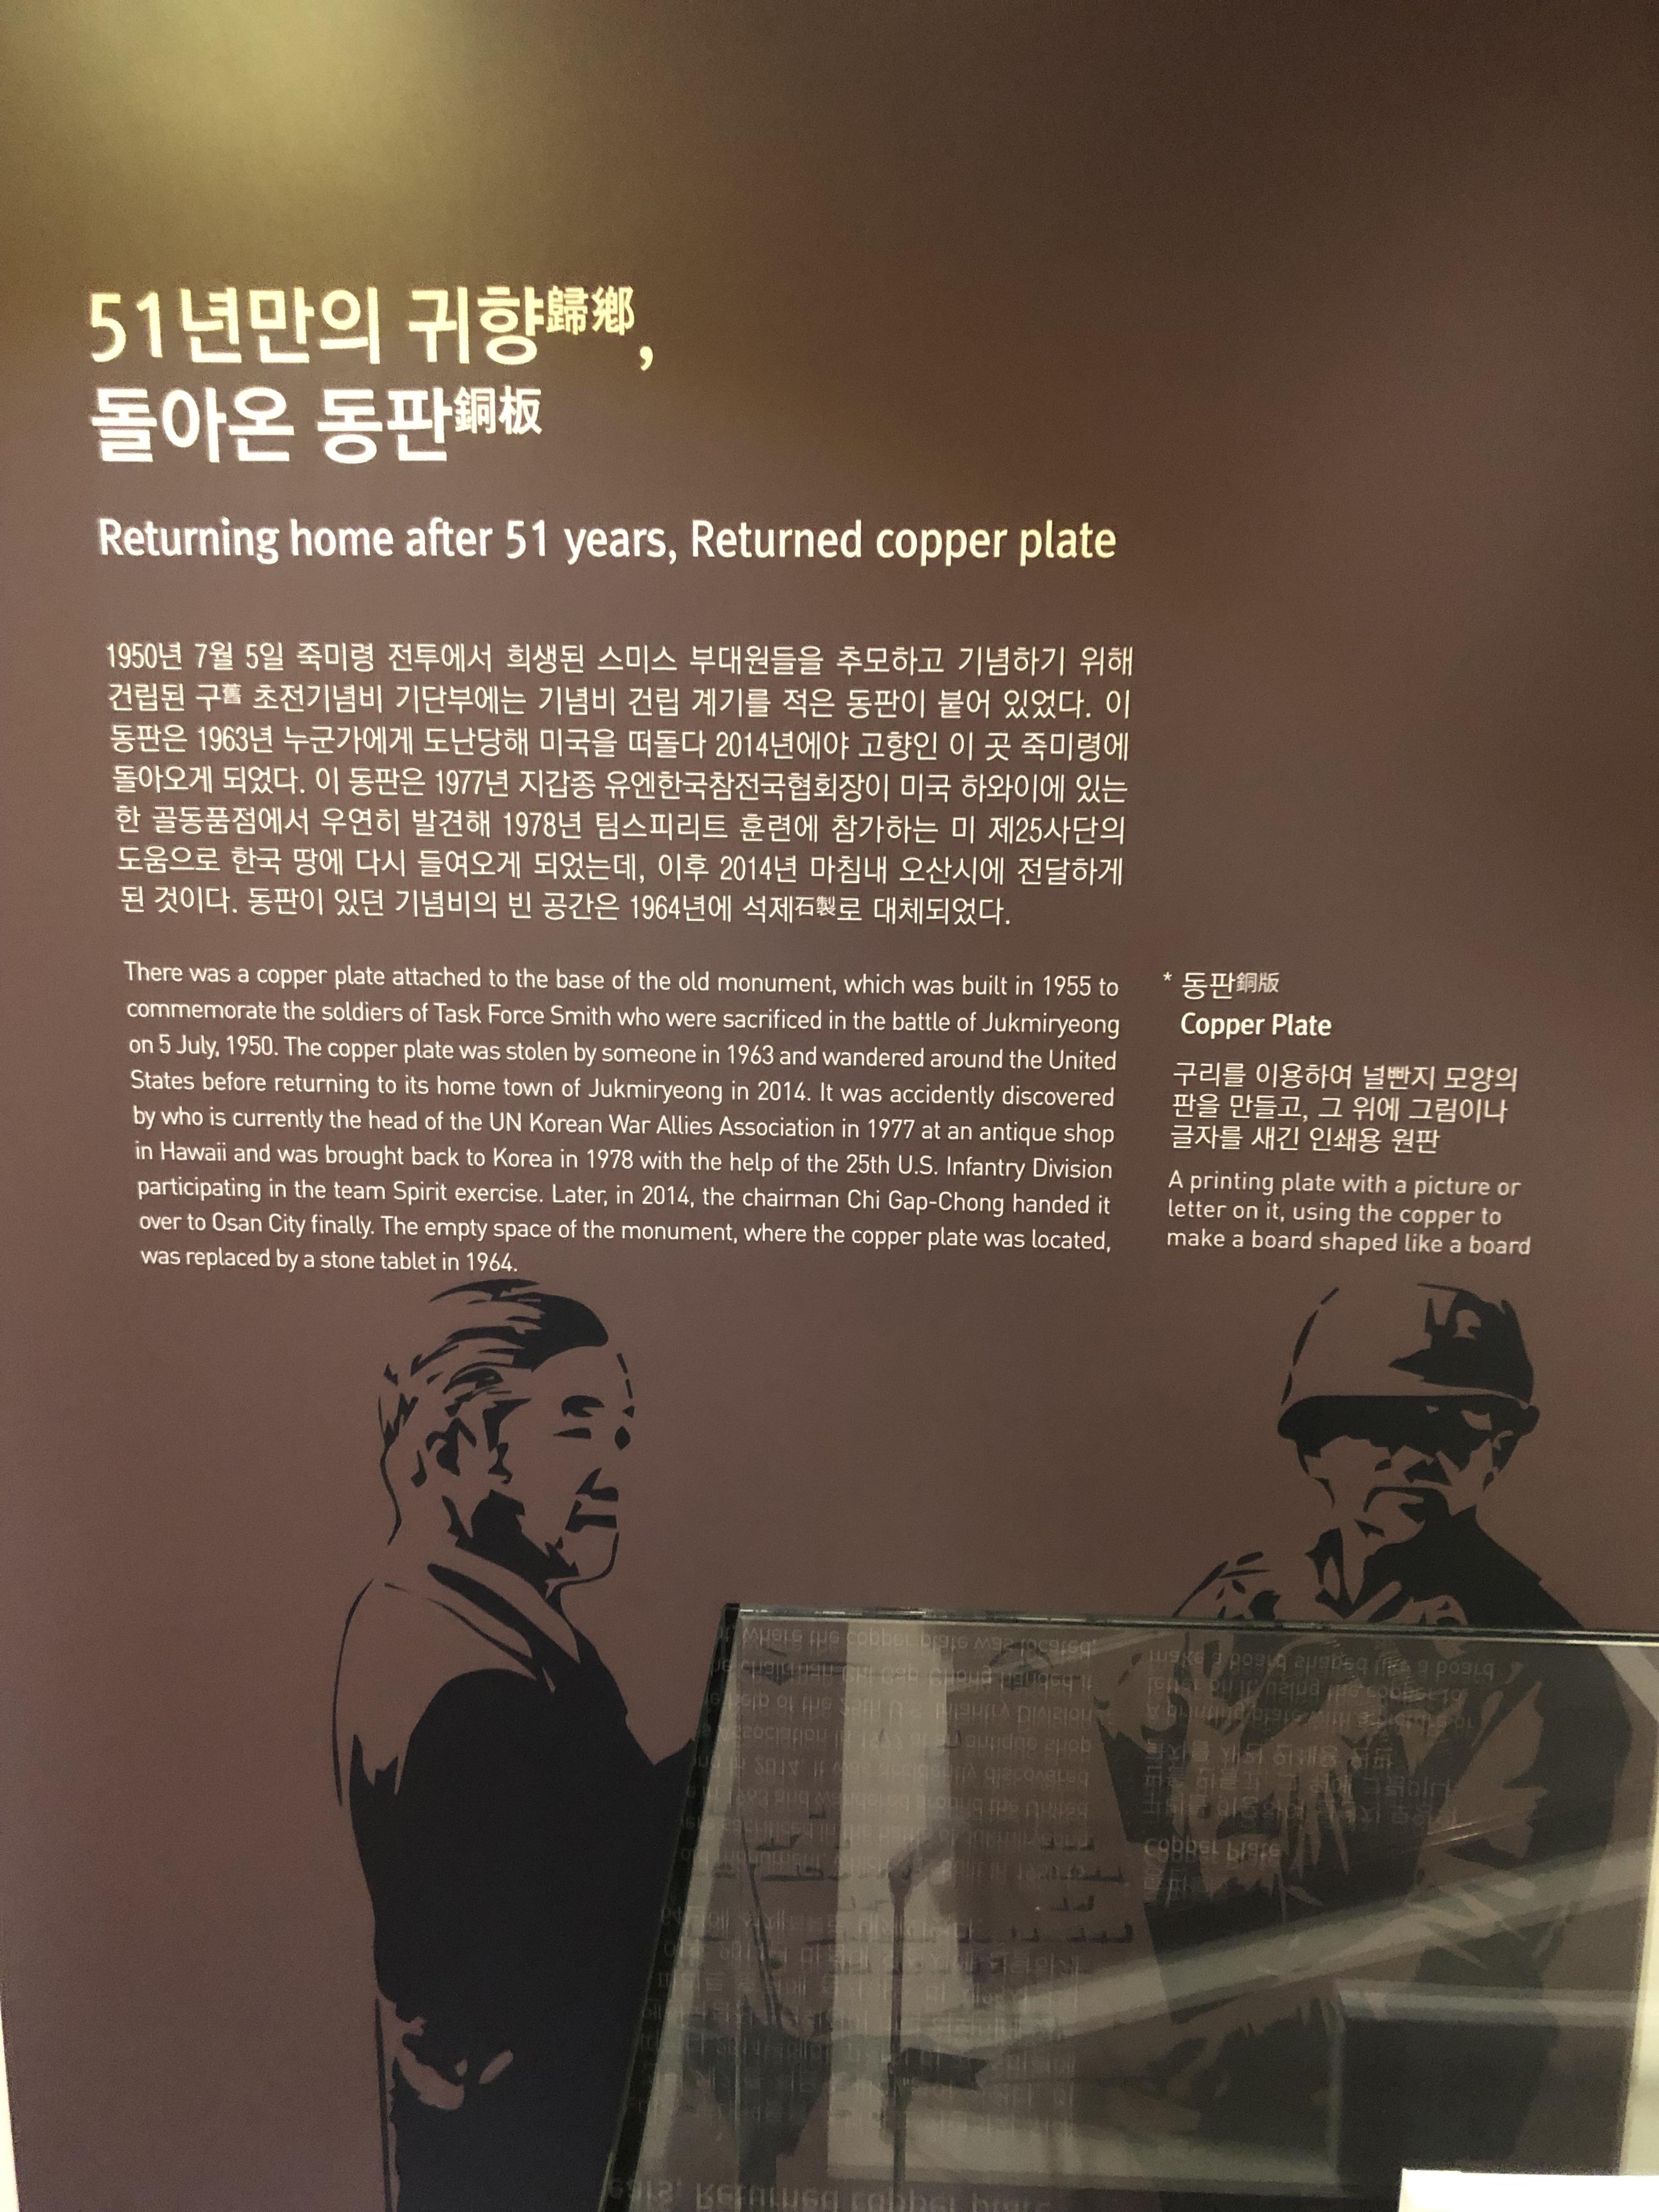 51년만의 귀향歸鄕,
돌아온 동판銅板
Returning home after 51 years, Returned copper plate
1950년 7월 5일 죽미령 전투에서 희생된 스미스 부대원들을 추모하고 기념하기 위해
건립된 구舊 초전기념비 기단부에는 기념비 건립 계기를 적은 동판이 붙어 있었다. 이
동판은 1963년 누군가에게 도난당해 미국을 떠돌다 2014년에야 고향인 이 곳 죽미령에
돌아오게 되었다. 이 동판은 1977년 지갑종 유엔한국참전국협회장이 미국 하와이에 있는
한 골동품점에서 우연히 발견해 1978년 팀스피리트 훈련에 참가하는 미 제25사단의
도움으로 한국 땅에 다시 들여오게 되었는데, 이후 2014년 마침내 오산시에 전달하게
된 것이다. 동판이 있던 기념비의 빈 공간은 1964년에 석제石製로 대체되었다.
There was a copper plate attached to the base of the old monument, which was built in 1955 to
commemorate the soldiers of Task Force Smith who were sacrificed in the battle of Jukmiryeong
on 5 July, 1950. The copper plate was stolen by someone in 1963 and wandered around the United
States before returning to its home town of Jukmiryeong in 2014. It was accidently discovered
by who is currently the head of the UN Korean War Allies Association in 1977 at an antique shop
in Hawaii and was brought back to Korea in 1978 with the help of the 25th U.S. Infantry Division
participating in the team Spirit exercise. Later, in 2014, the chairman Chi Gap-Chong handed it
over to Osan City finally. The empty space of the monument, where the copper plate was located,
was replaced by a stone tablet in 1964.
* 동판銅版
Copper Plate
구리를 이용하여 널빤지 모양의
판을 만들고, 그 위에 그림이나
글자를 새긴 인쇄용 원판
A printing plate with a picture or
letter on it, using the copper to
make a board shaped like a board